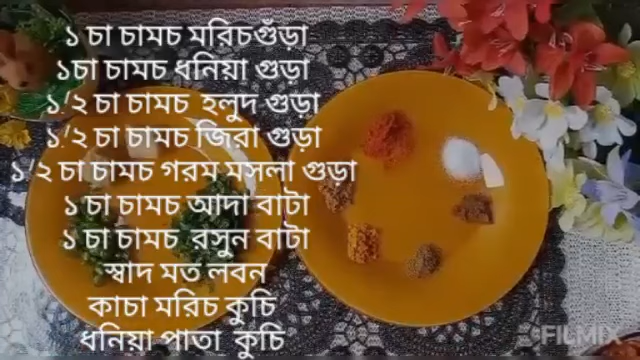 ১ চা চামচ মরিচগুঁড়া
১চা চামচ ধনিয়া গুড়া
১/২ চা চামচ হলুদ গুড়া
১/২ চা চামচ জিরা গুড়া
১/২ চা চামচ গরম মসলা গুড়া
১ চা চামচ আদা বাটা
১ চা চামচ রসুন বাটা
স্বাদ মত লবন
কাচা মরিচ কুচি
ধনিয়া পাতা কুচি
FILMIX